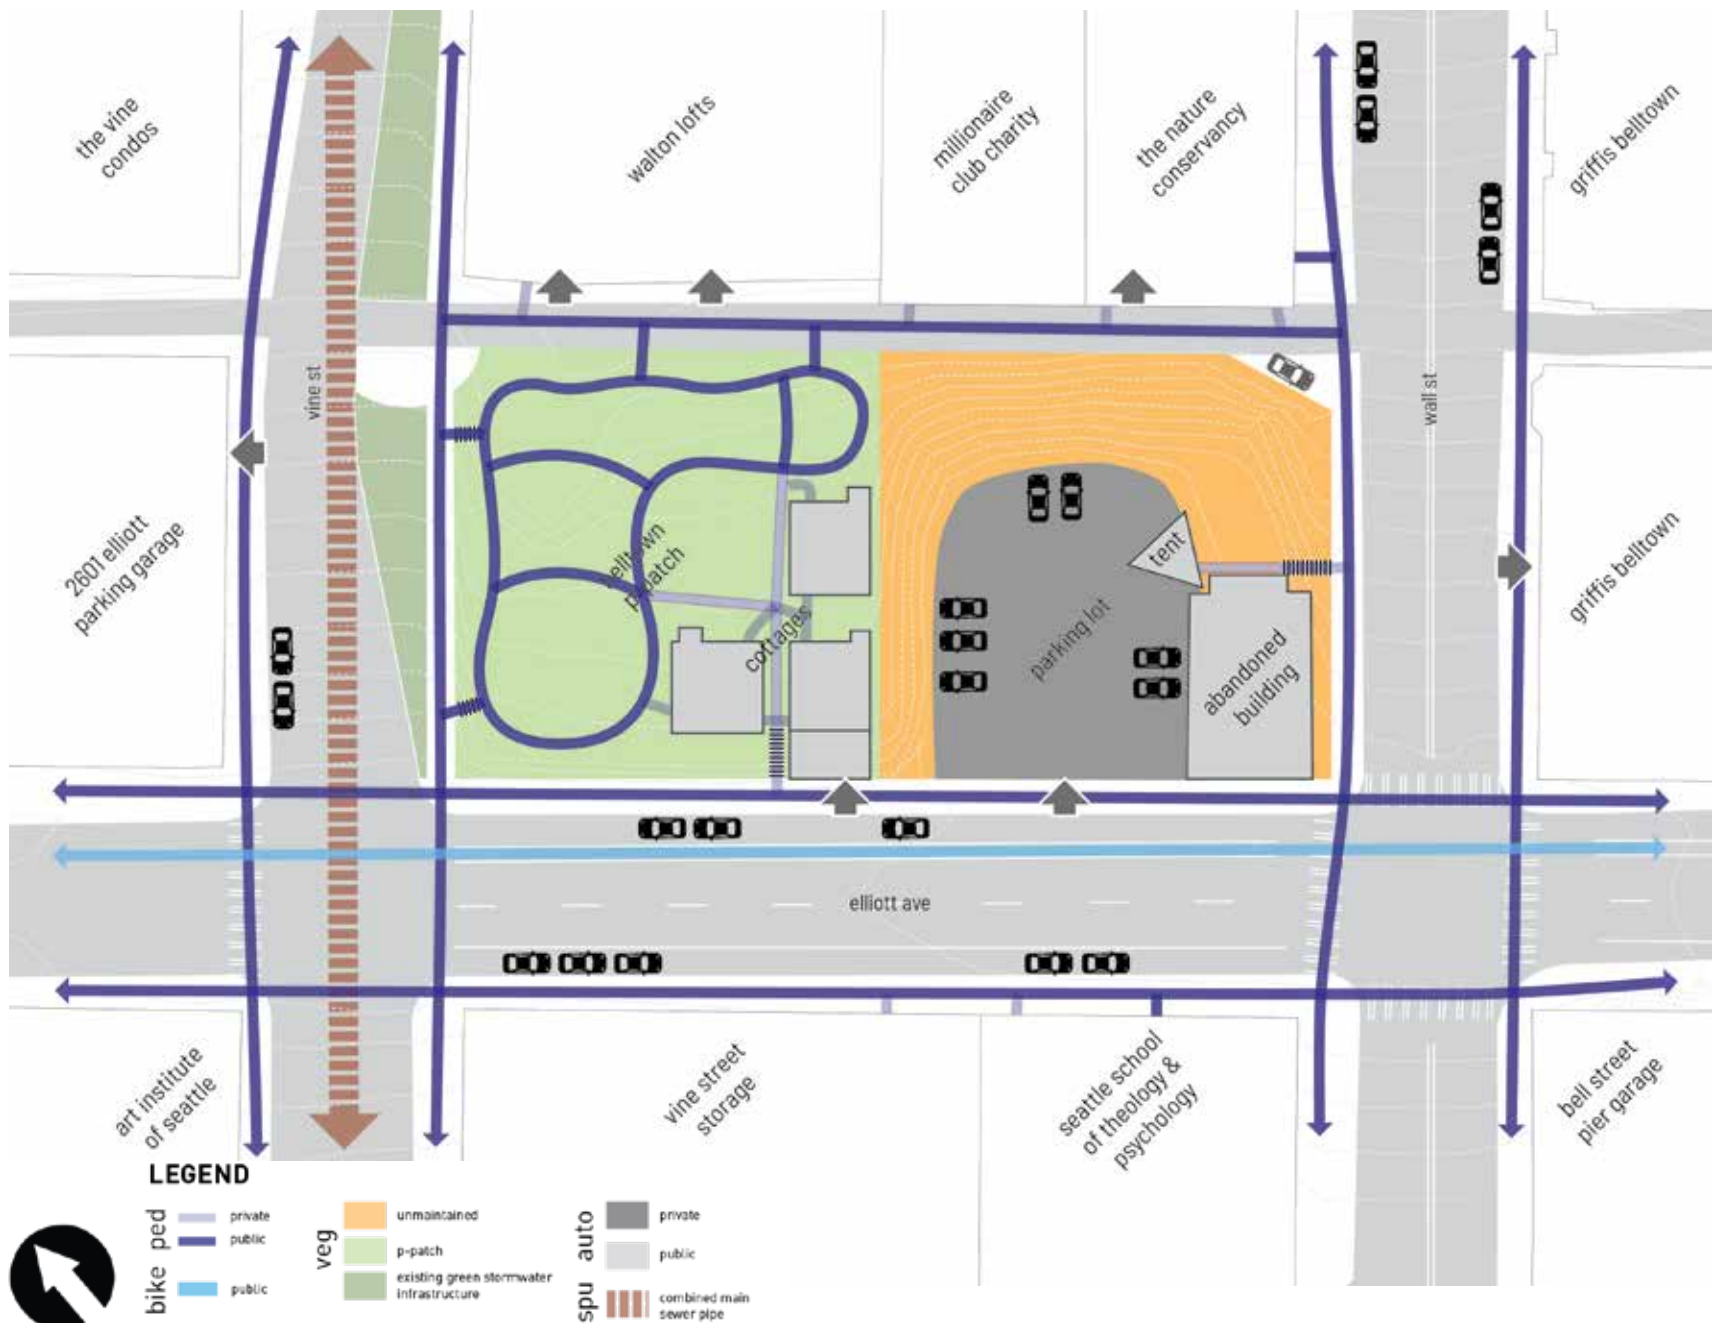 the vine
condos
walton lofts
millionaire
club charity
the nature
conservancy
griffis belltown
vine st
wall st
2601 elliott
parking garage
belltown
p-patch
cottages
tent
parking lot
abandoned
building
griffis belltown
elliott ave
art institute
of seattle
vine street
storage
seattle school
of theology &
psychology
bell street
pier garage
LEGEND
ped
private
public
bike
public
veg
unmaintained
p-patch
existing green stormwater
infrastructure
auto
private
public
spu
combined main
sewer pipe